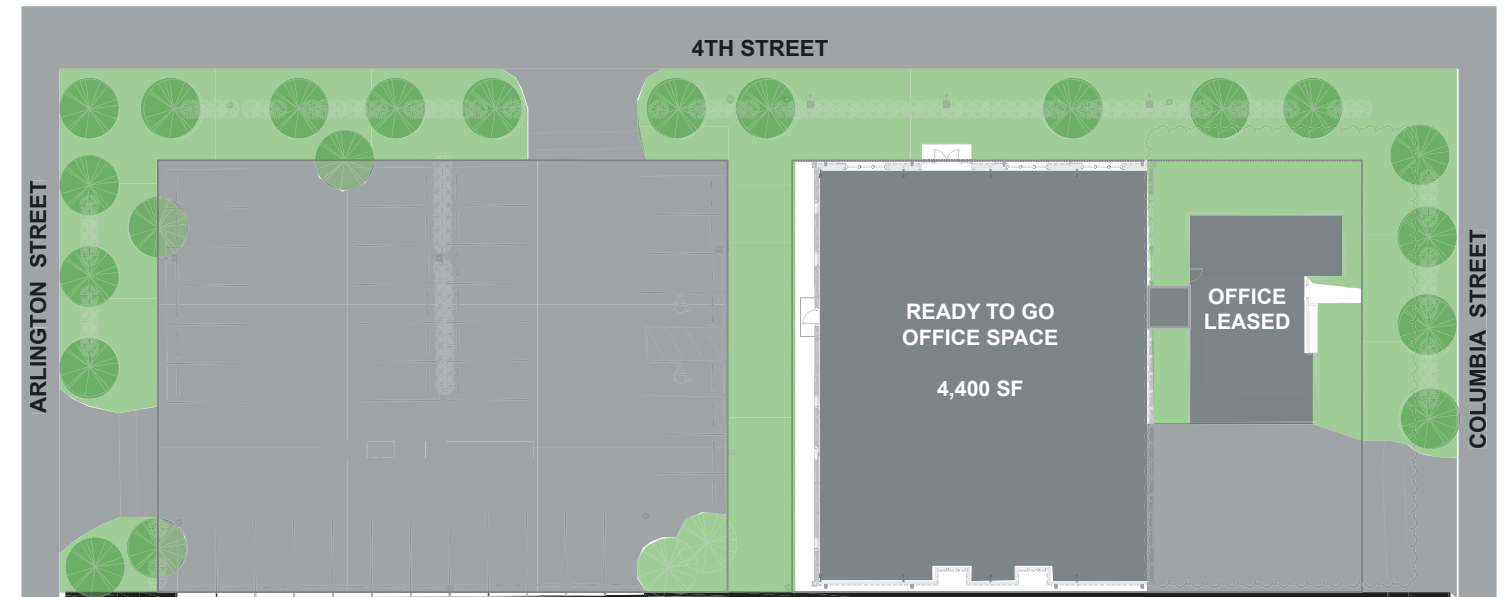 4TH STREET
ARLINGTON STREET
READY TO GO
OFFICE SPACE
4,400 SF
OFFICE
LEASED
COLUMBIA STREET